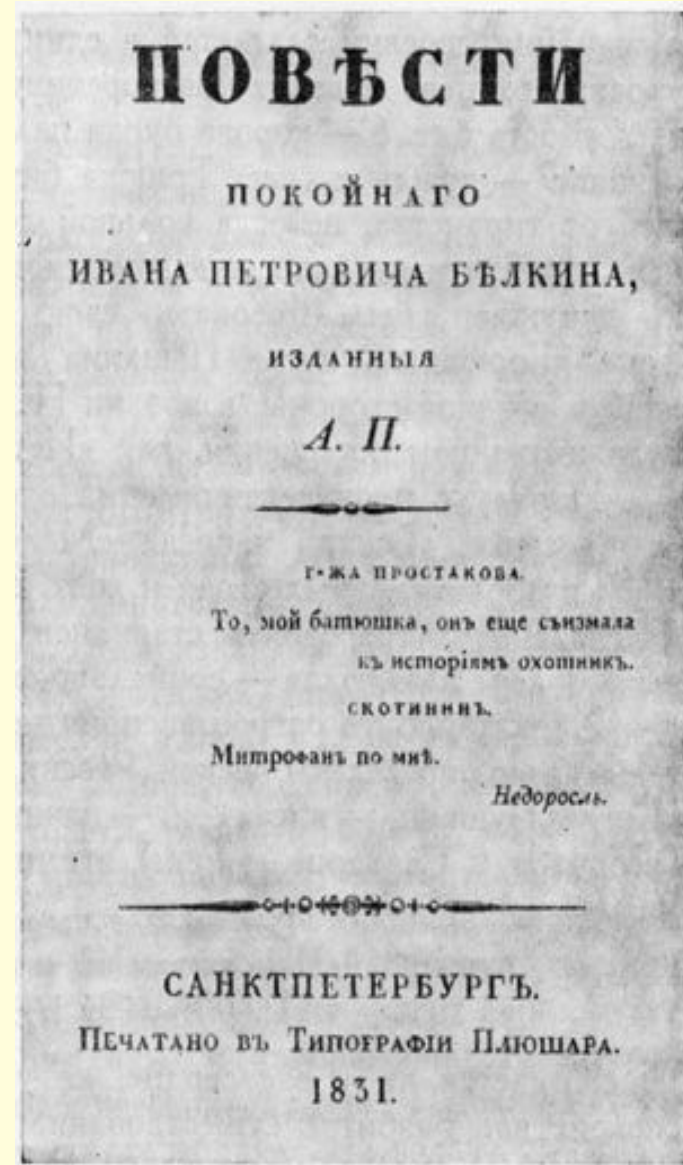 ПОВѢСТИ
ПОКОЙНАГО
ИВАНА ПЕТРОВИЧА БѢЛКИНА,
ИЗДАННЫЯ
А. П.
Г-ЖА ПРОСТАКОВА.
То, мой батюшка, онъ еще съизмала
къ исторіямъ охотникъ.
СКОТИНИНЪ.
Митрофанъ по мнѣ.
Недоросль.
САНКТПЕТЕРБУРГЪ.
Печатано въ Типографіи Плюшара.
1831.